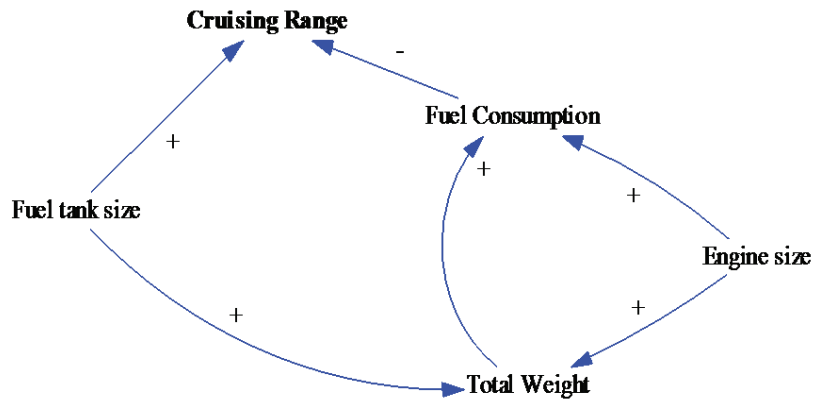 Cruising Range
-
Fuel Consumption
+
+
+
Fuel tank size
Engine size
+
+
Total Weight